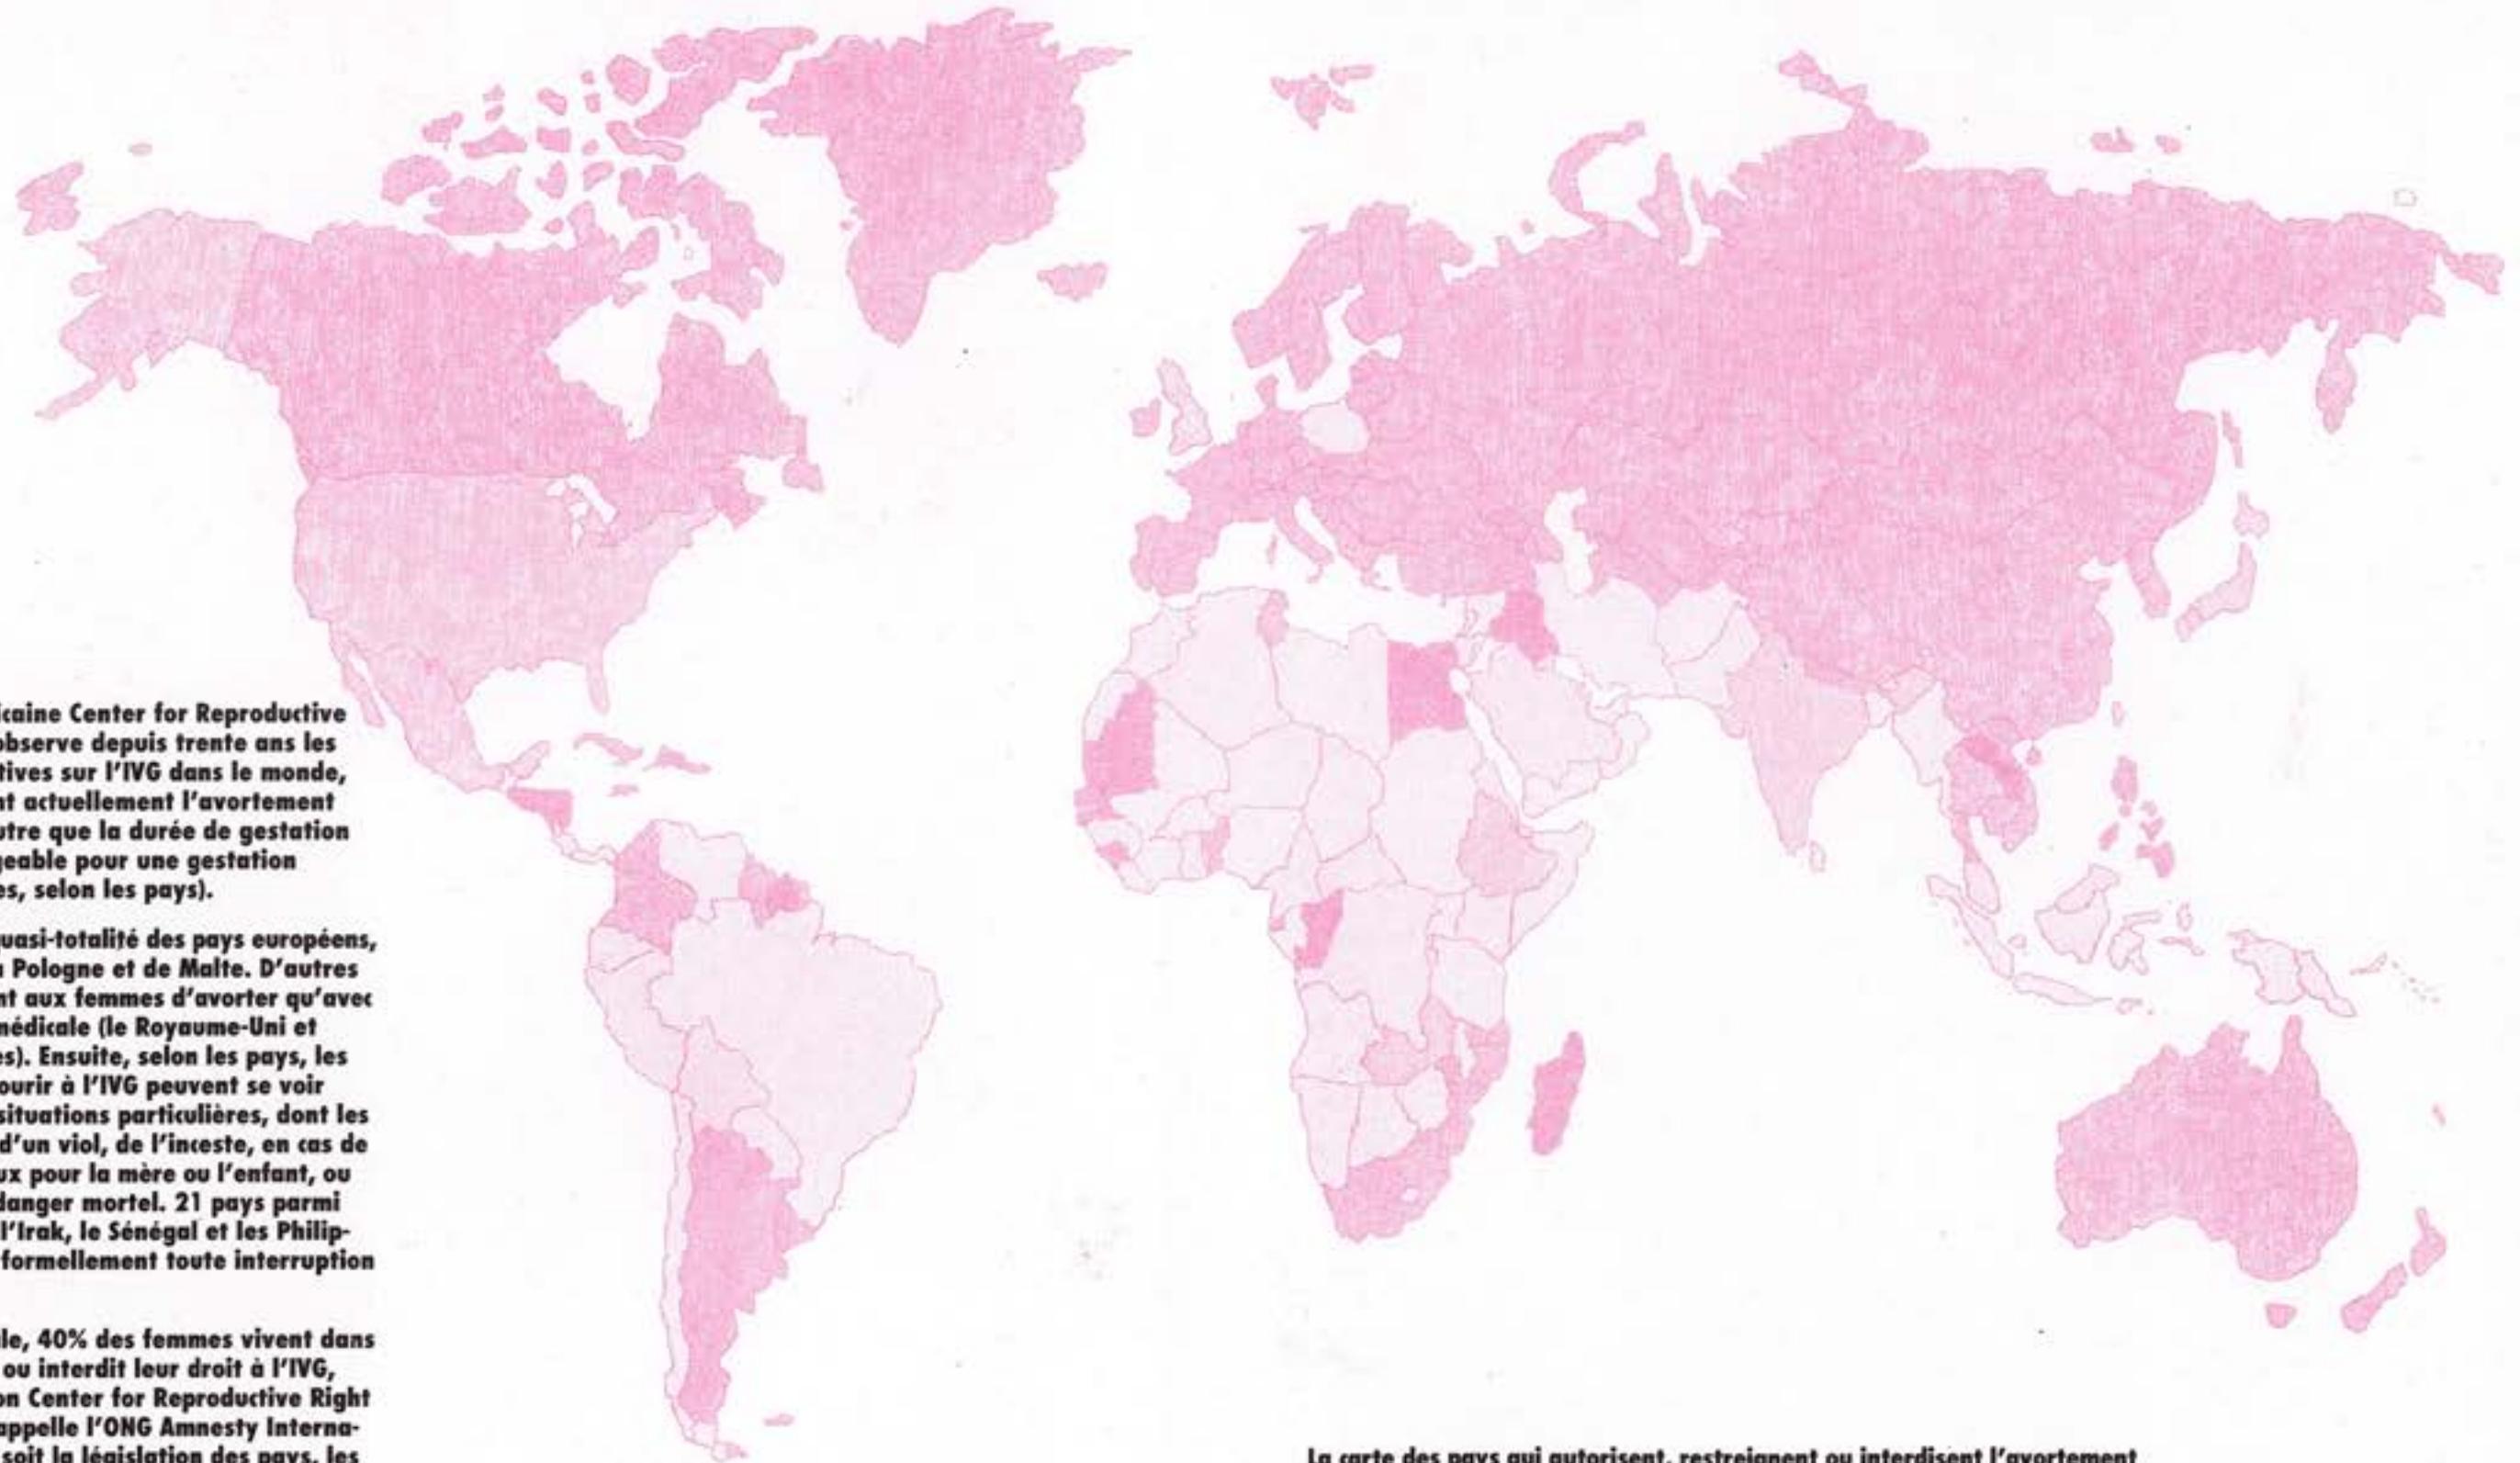 icaine Center for Reproductive
observe depuis trente ans les
tives sur l’IVG dans le monde,
nt actuellement l’avortement
utre que la durée de gestation
geable pour une gestation
es, selon les pays).
uasi-totalité des pays européens,
a Pologne et de Malte. D’autres
nt aux femmes d’avorter qu’avec
médicale (le Royaume-Uni et
es). Ensuite, selon les pays, les
ourir à l’IVG peuvent se voir
situations particulières, dont les
d’un viol, de l’inceste, en cas de
ux pour la mère ou l’enfant, ou
danger mortel. 21 pays parmi
l’Irak, le Sénégal et les Philip-
formellement toute interruption
le, 40% des femmes vivent dans
ou interdit leur droit à l’IVG,
on Center for Reproductive Right
appelle l’ONG Amnesty Interna-
soit la législation des pays, les
La carte des pays qui autorisent, restreignent ou interdisent l’avortement